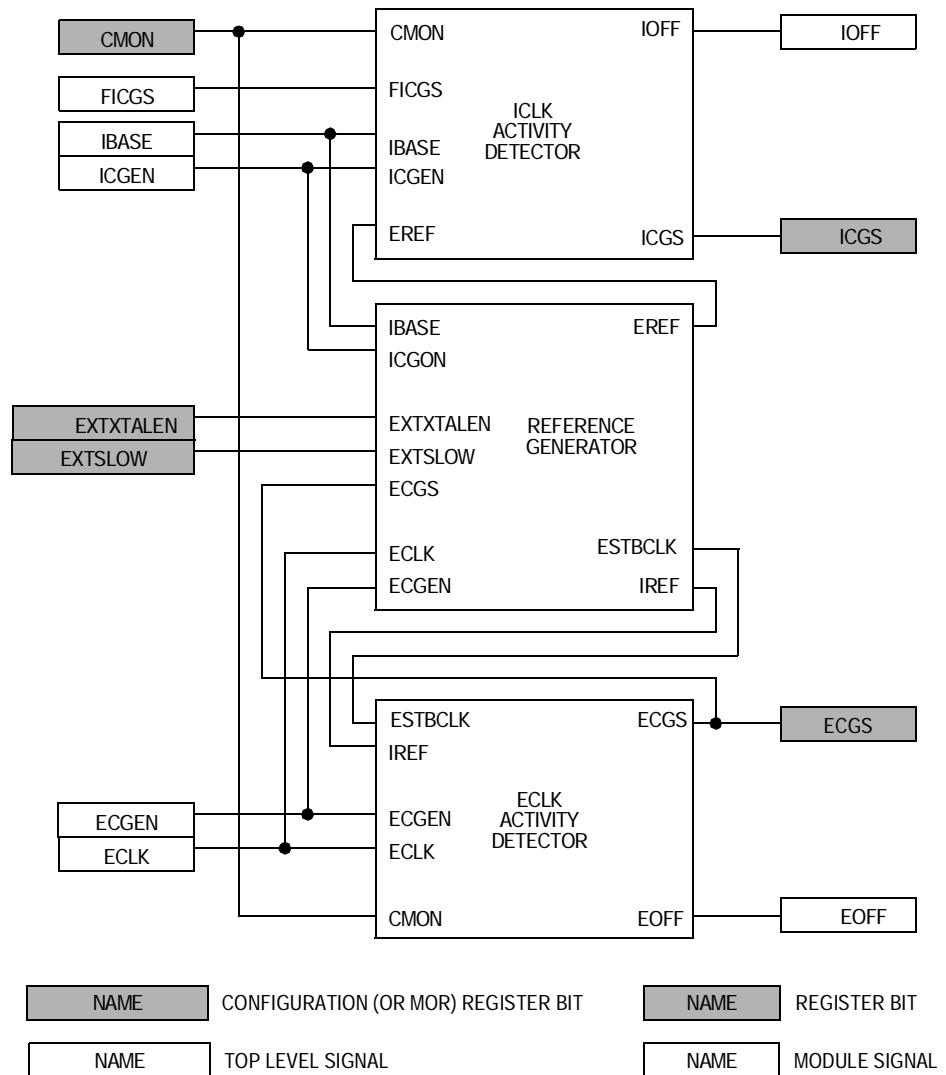 CMON
CMON
IOFF
IOFF
FICGS
FICGS
ICLK
ACTIVITY
DETECTOR
IBASE
IBASE
ICGEN
ICGEN
EREF
ICGS
ICGS
IBASE
EREF
ICGON
EXTXTALEN
EXTXTALEN
REFERENCE
GENERATOR
EXTSLOW
EXTSLOW
ECGS
ECLK
ESTBCLK
ECGEN
IREF
ESTBCLK
ECGS
ECGS
IREF
ECLK
ACTIVITY
DETECTOR
ECGEN
ECGEN
ECLK
ECLK
CMON
EOFF
EOFF
NAME CONFIGURATION (OR MOR) REGISTER BIT
NAME REGISTER BIT
NAME TOP LEVEL SIGNAL
NAME MODULE SIGNAL